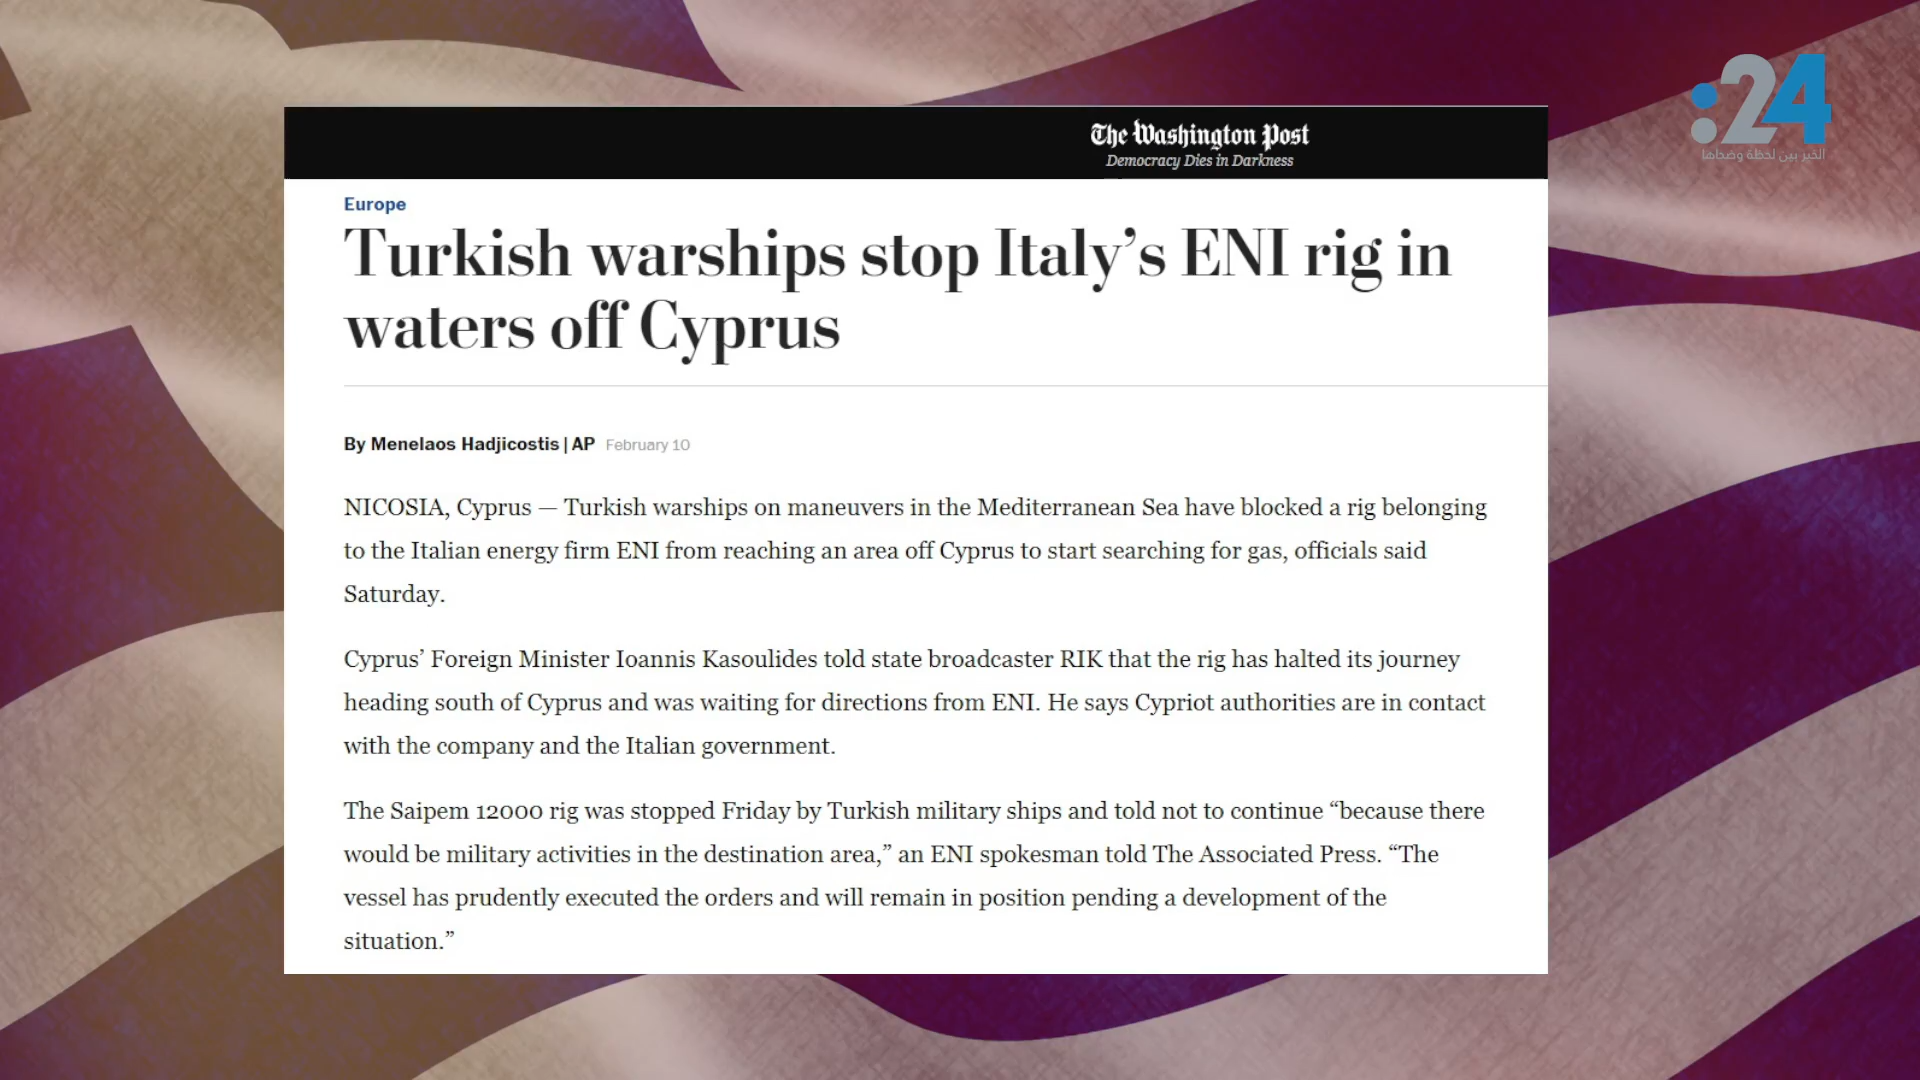 :24
الخبر بين لحظة وضحاها
The Washington Post
Democracy Dies in Darkness
Europe
Turkish warships stop Italy’s ENI rig in
waters off Cyprus
By Menelaos Hadjicostis | AP February 10
NICOSIA, Cyprus — Turkish warships on maneuvers in the Mediterranean Sea have blocked a rig belonging
to the Italian energy firm ENI from reaching an area off Cyprus to start searching for gas, officials said
Saturday.
Cyprus’ Foreign Minister Ioannis Kasoulides told state broadcaster RIK that the rig has halted its journey
heading south of Cyprus and was waiting for directions from ENI. He says Cypriot authorities are in contact
with the company and the Italian government.
The Saipem 12000 rig was stopped Friday by Turkish military ships and told not to continue “because there
would be military activities in the destination area,” an ENI spokesman told The Associated Press. “The
vessel has prudently executed the orders and will remain in position pending a development of the
situation.”